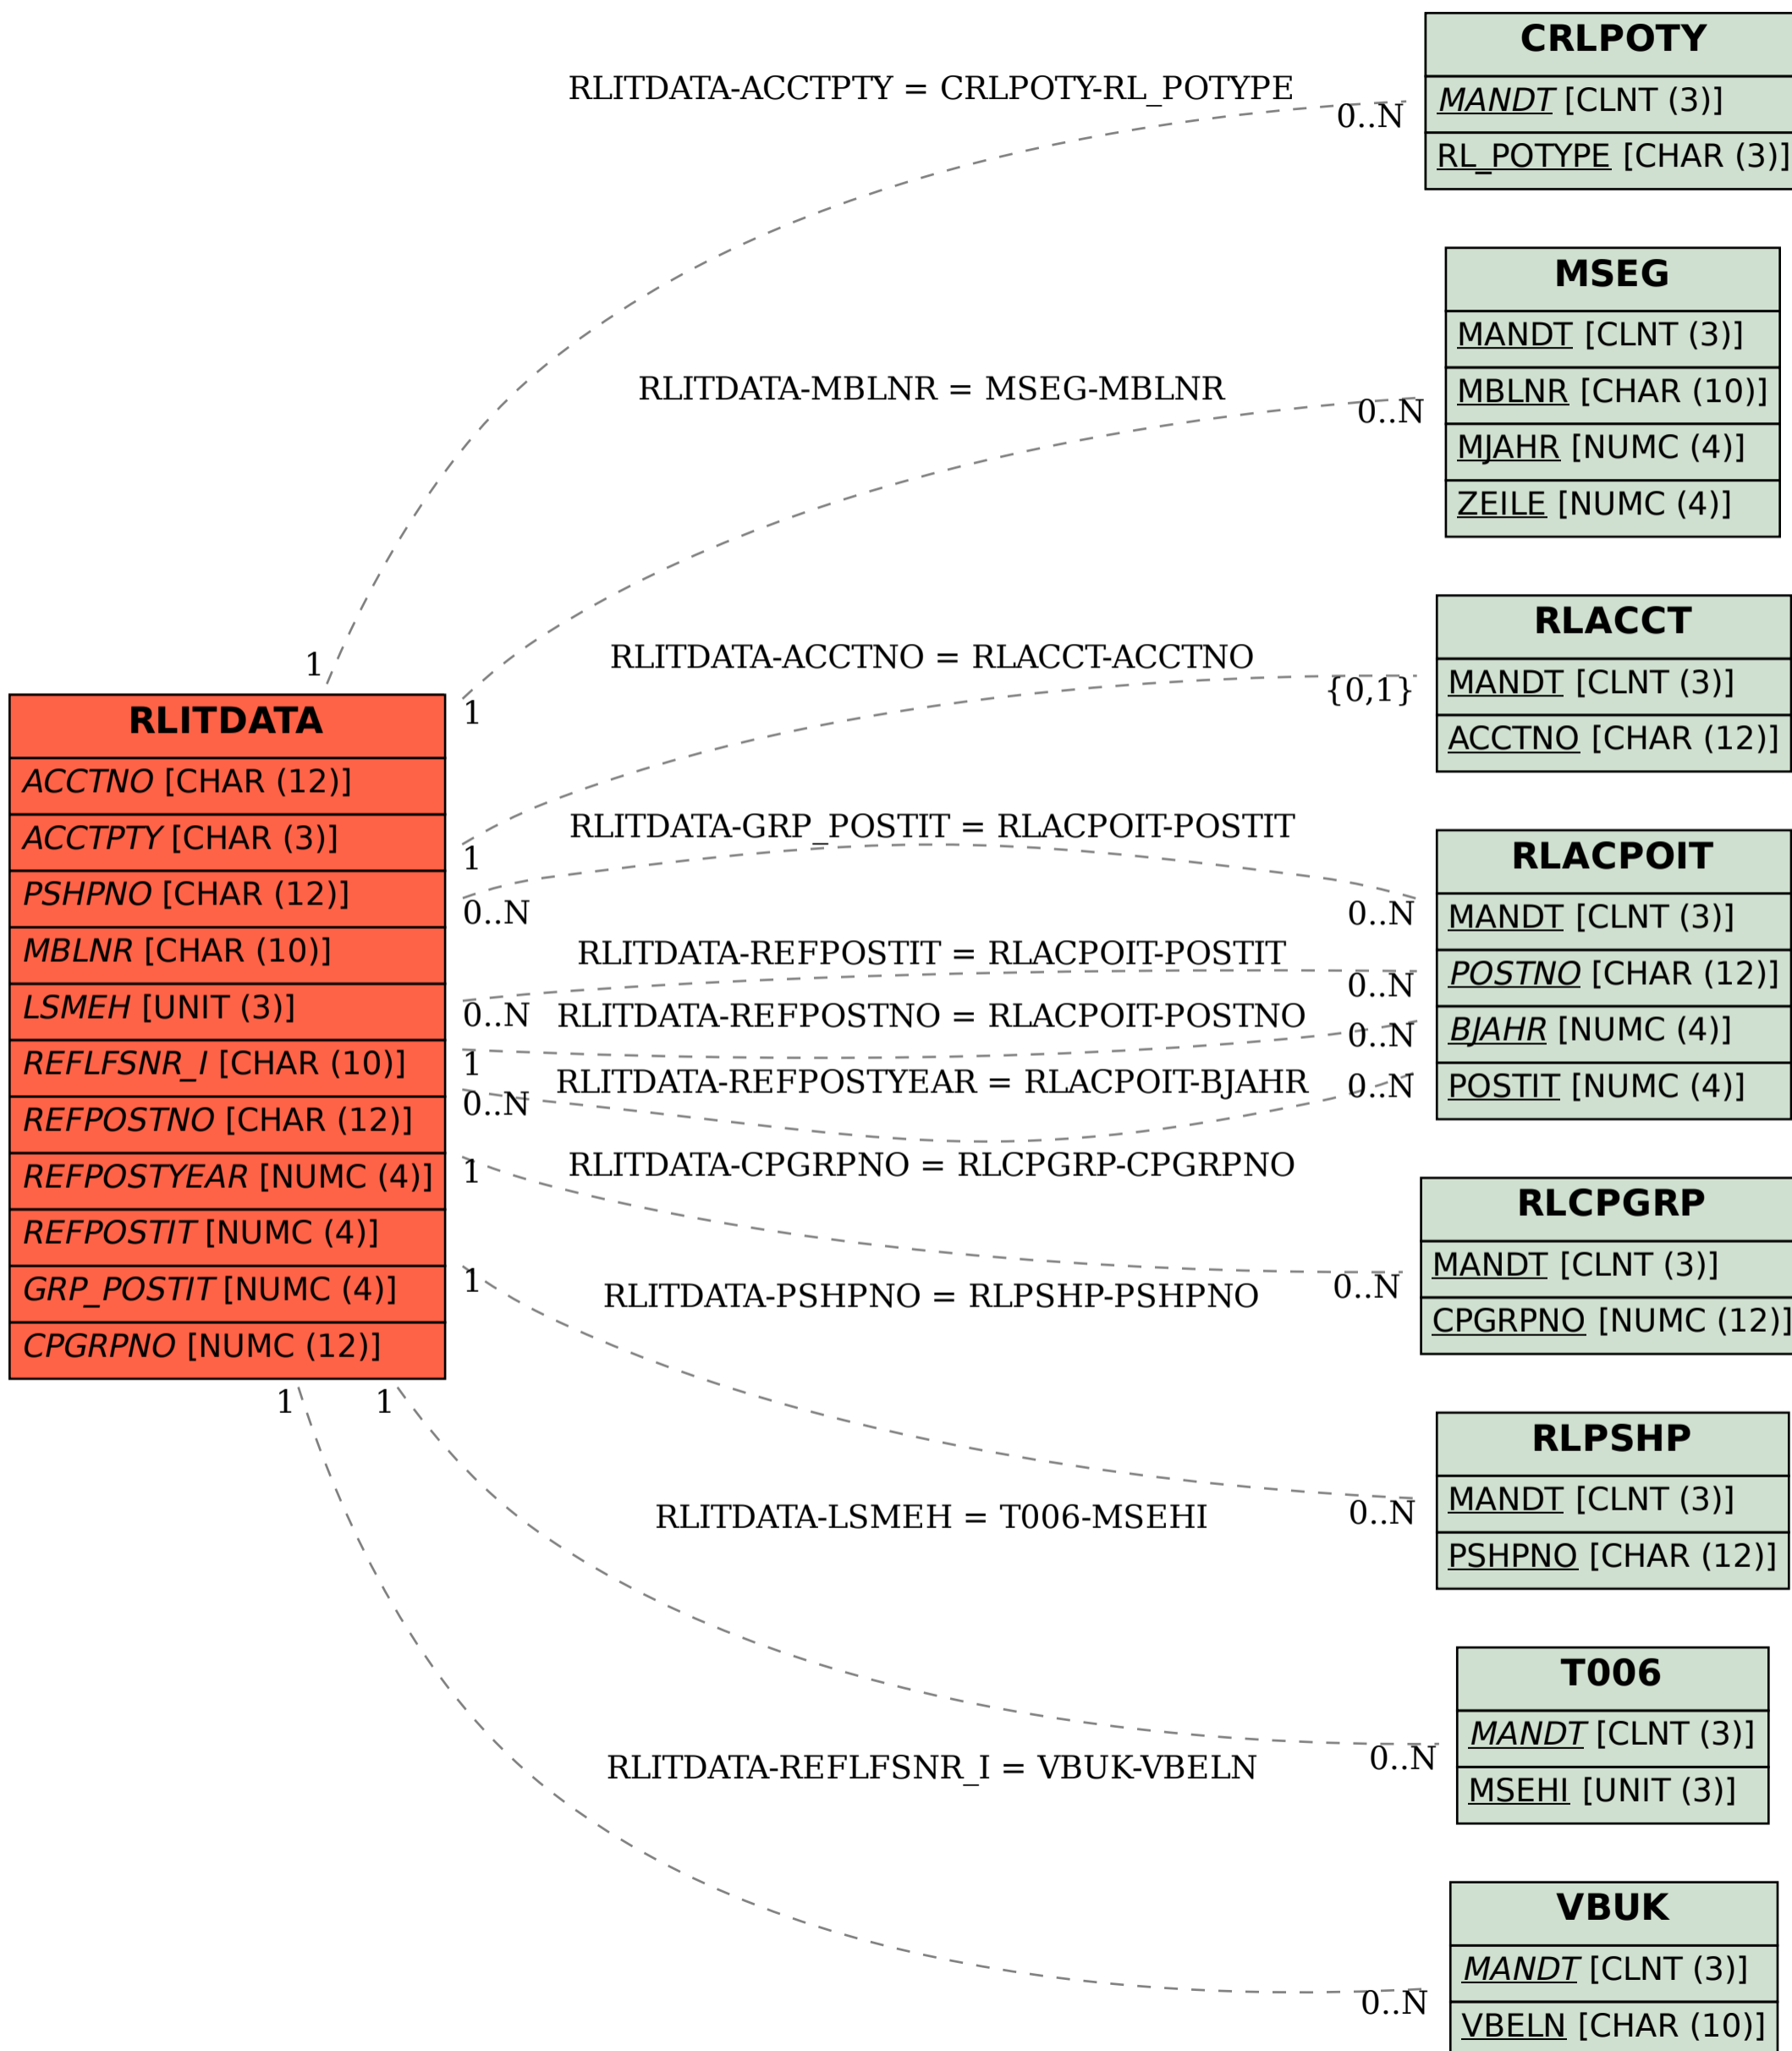 CRLPOTY
MANDT [CLNT (3)]
RL_POTYPE [CHAR (3)]
RLITDATA-ACCTPTY = CRLPOTY-RL_POTYPE
0..N
1
MSEG
MANDT [CLNT (3)]
MBLNR [CHAR (10)]
MJAHR [NUMC (4)]
ZEILE [NUMC (4)]
RLITDATA-MBLNR = MSEG-MBLNR
0..N
1
RLACCT
MANDT [CLNT (3)]
ACCTNO [CHAR (12)]
RLITDATA-ACCTNO = RLACCT-ACCTNO
{0,1}
1
RLITDATA
ACCTNO [CHAR (12)]
ACCTPTY [CHAR (3)]
PSHPNO [CHAR (12)]
MBLNR [CHAR (10)]
LSMEH [UNIT (3)]
REFLFSNR_I [CHAR (10)]
REFPOSTNO [CHAR (12)]
REFPOSTYEAR [NUMC (4)]
REFPOSTIT [NUMC (4)]
GRP_POSTIT [NUMC (4)]
CPGRPNO [NUMC (12)]
RLITDATA-GRP_POSTIT = RLACPOIT-POSTIT
0..N
0..N
RLITDATA-REFPOSTIT = RLACPOIT-POSTIT
0..N
0..N
RLITDATA-REFPOSTNO = RLACPOIT-POSTNO
1
0..N
RLITDATA-REFPOSTYEAR = RLACPOIT-BJAHR
0..N
0..N
RLACPOIT
MANDT [CLNT (3)]
POSTNO [CHAR (12)]
BJAHR [NUMC (4)]
POSTIT [NUMC (4)]
RLITDATA-CPGRPNO = RLCPGRP-CPGRPNO
1
0..N
RLCPGRP
MANDT [CLNT (3)]
CPGRPNO [NUMC (12)]
RLITDATA-PSHPNO = RLPSHP-PSHPNO
1
0..N
RLPSHP
MANDT [CLNT (3)]
PSHPNO [CHAR (12)]
RLITDATA-LSMEH = T006-MSEHI
1
0..N
T006
MANDT [CLNT (3)]
MSEHI [UNIT (3)]
RLITDATA-REFLFSNR_I = VBUK-VBELN
1
0..N
VBUK
MANDT [CLNT (3)]
VBELN [CHAR (10)]